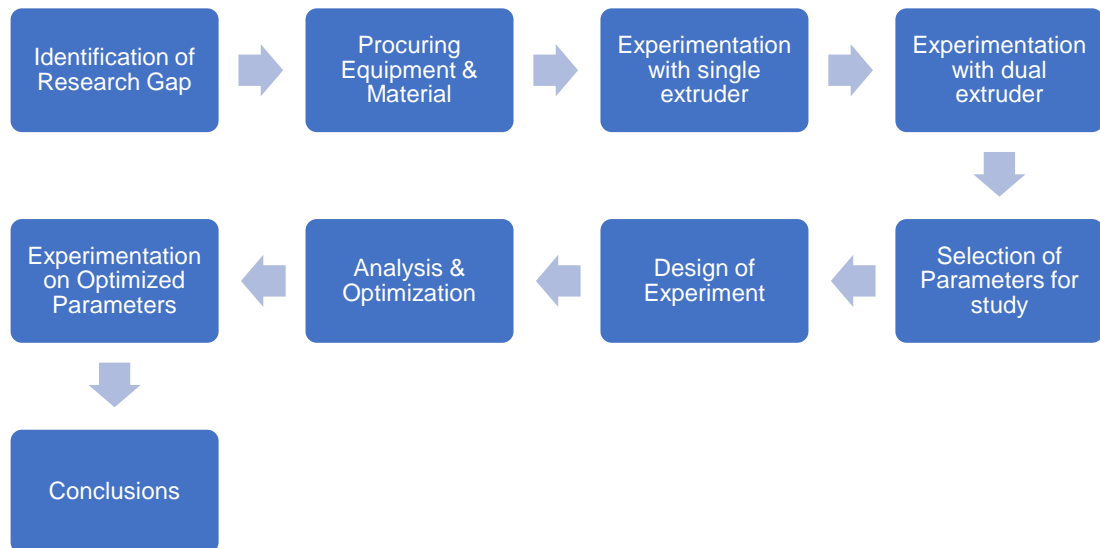 Identification of
Research Gap
Procuring
Equipment &
Material
Experimentation
with single
extruder
Experimentation
with dual
extruder
Selection of
Parameters for
study
Design of
Experiment
Analysis &
Optimization
Experimentation
on Optimized
Parameters
Conclusions